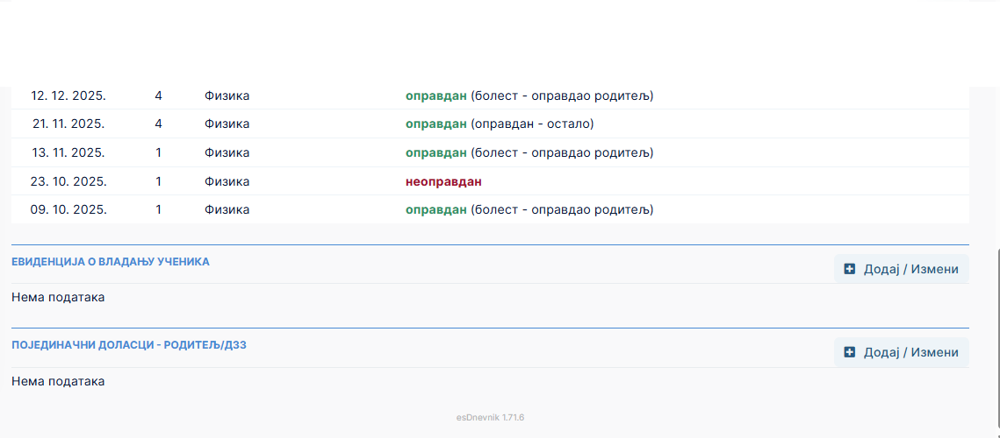 12. 12. 2025. 4 Физика оправдан (болест - оправдао родитељ)
21. 11. 2025. 4 Физика оправдан (оправдан - остало)
13. 11. 2025. 1 Физика оправдан (болест - оправдао родитељ)
23. 10. 2025. 1 Физика неоправдан
09. 10. 2025. 1 Физика оправдан (болест - оправдао родитељ)
ЕВИДЕНЦИЈА О ВЛАДАЊУ УЧЕНИКА
Додај / Измени
Нема података
ПОЈЕДИНАЧНИ ДОЛАСЦИ - РОДИТЕЉ/ДЗЗ
Додај / Измени
Нема података
esDnevnik 1.71.6